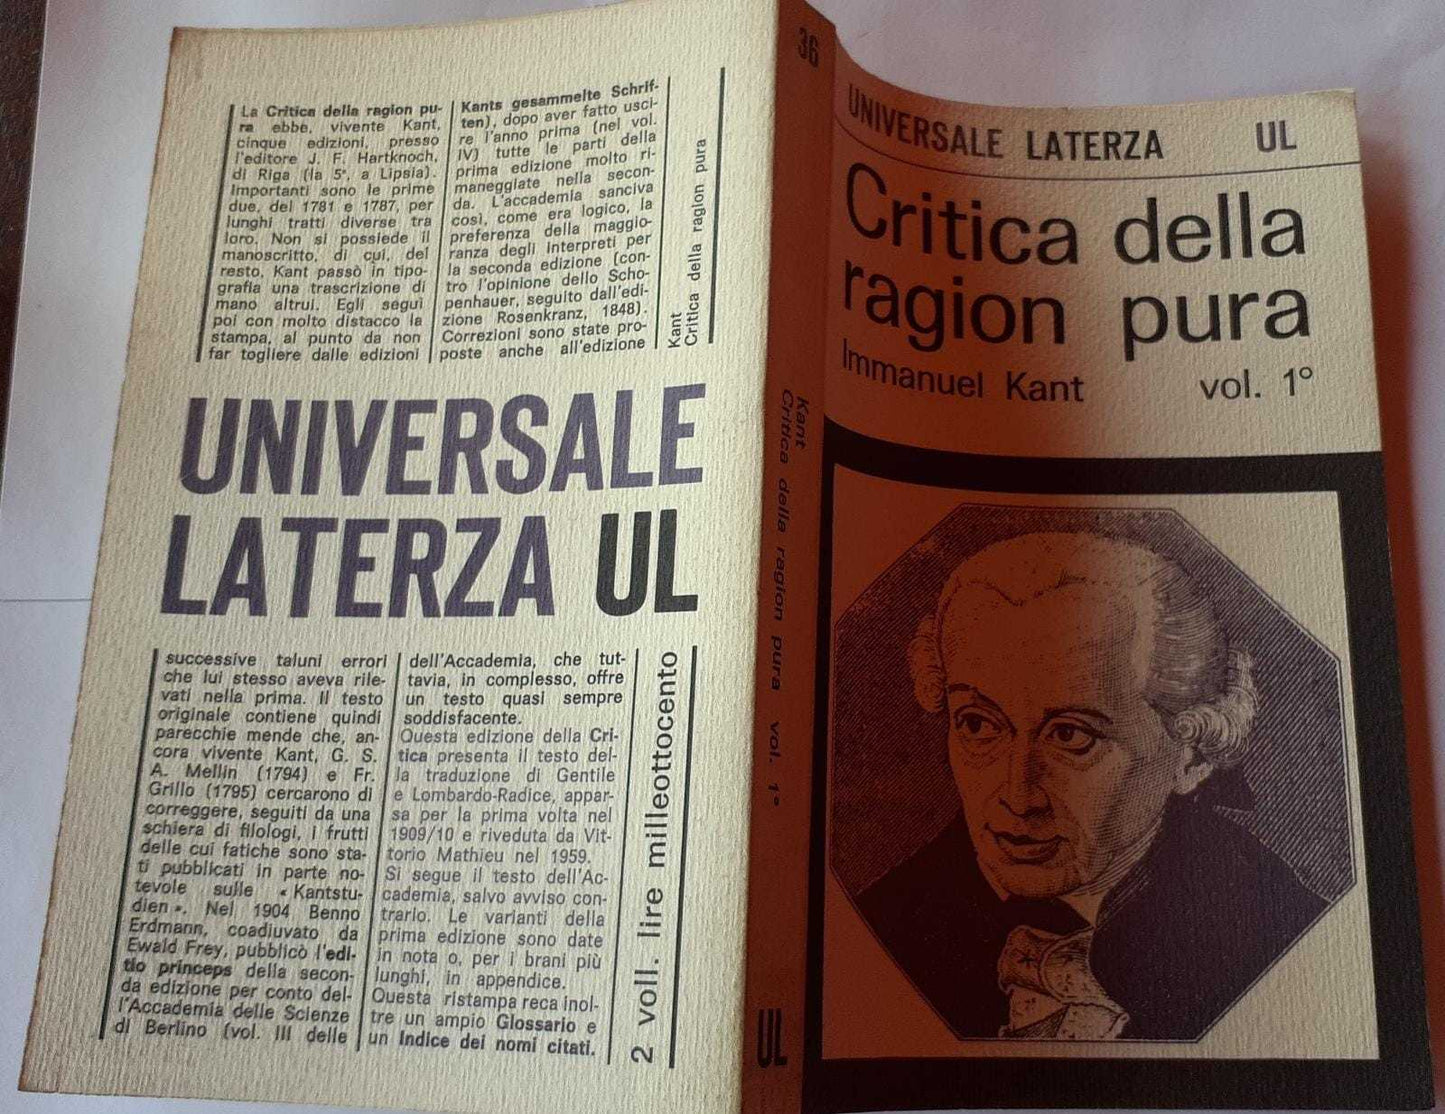 La Critica della ragion pu-
ra ebbe, vivente Kant,
cinque edizioni, presso
l'editore J. F. Hartknoch,
di Riga (la 5ª, a Lipsia).
Importanti sono le prime
due, del 1781 e 1787, per
lunghi tratti diverse tra
loro. Non si possiede il
manoscritto, di cui, del
resto, Kant passò in tipo-
grafia una trascrizione di
mano altrui. Egli seguì
poi con molto distacco la
stampa, al punto da non
far togliere dalle edizioni
Kants gesammelte Schrif-
ten), dopo aver fatto usci-
re l'anno prima (nel vol.
IV) tutte le parti della
prima edizione molto ri-
maneggiate nella secon-
da. L'accademia sanciva
così, come era logico, la
preferenza della maggio-
ranza degli interpreti per
la seconda edizione (con-
tro l'opinione dello Scho-
penhauer, seguito dall'edi-
zione Rosenkranz, 1848).
Correzioni sono state pro-
poste anche all'edizione
Kant
Critica della ragion pura
UNIVERSALE
LATERZA UL
successive taluni errori
che lui stesso aveva rile-
vati nella prima. Il testo
originale contiene quindi
parecchie mende che, an-
cora vivente Kant, G. S.
A. Mellin (1794) e Fr.
Grillo (1795) cercarono di
correggere, seguiti da una
schiera di filologi, i frutti
delle cui fatiche sono sta-
ti pubblicati in parte no-
tevole sulle «Kantstu-
dien». Nel 1904 Benno
Erdmann, coadiuvato da
Ewald Frey, pubblicò l'edi-
tio princeps della secon-
da edizione per conto del-
l'Accademia delle Scienze
di Berlino (vol. III delle
dell'Accademia, che tut-
tavia, in complesso, offre
un testo quasi sempre
soddisfacente.
Questa edizione della Cri-
tica presenta il testo del-
la traduzione di Gentile
e Lombardo-Radice, appar-
sa per la prima volta nel
1909/10 e riveduta da Vit-
torio Mathieu nel 1959.
Si segue il testo dell'Ac-
cademia, salvo avviso con-
trario. Le varianti della
prima edizione sono date
in nota o, per i brani più
lunghi, in appendice.
Questa ristampa reca inol-
tre un ampio Glossario e
un Indice dei nomi citati.
2 voll. lire milleottocento
36
Kant
Critica della ragion pura vol. 1°
UL
UNIVERSALE LATERZA UL
Critica della
ragion pura
Immanuel Kant vol. 1°